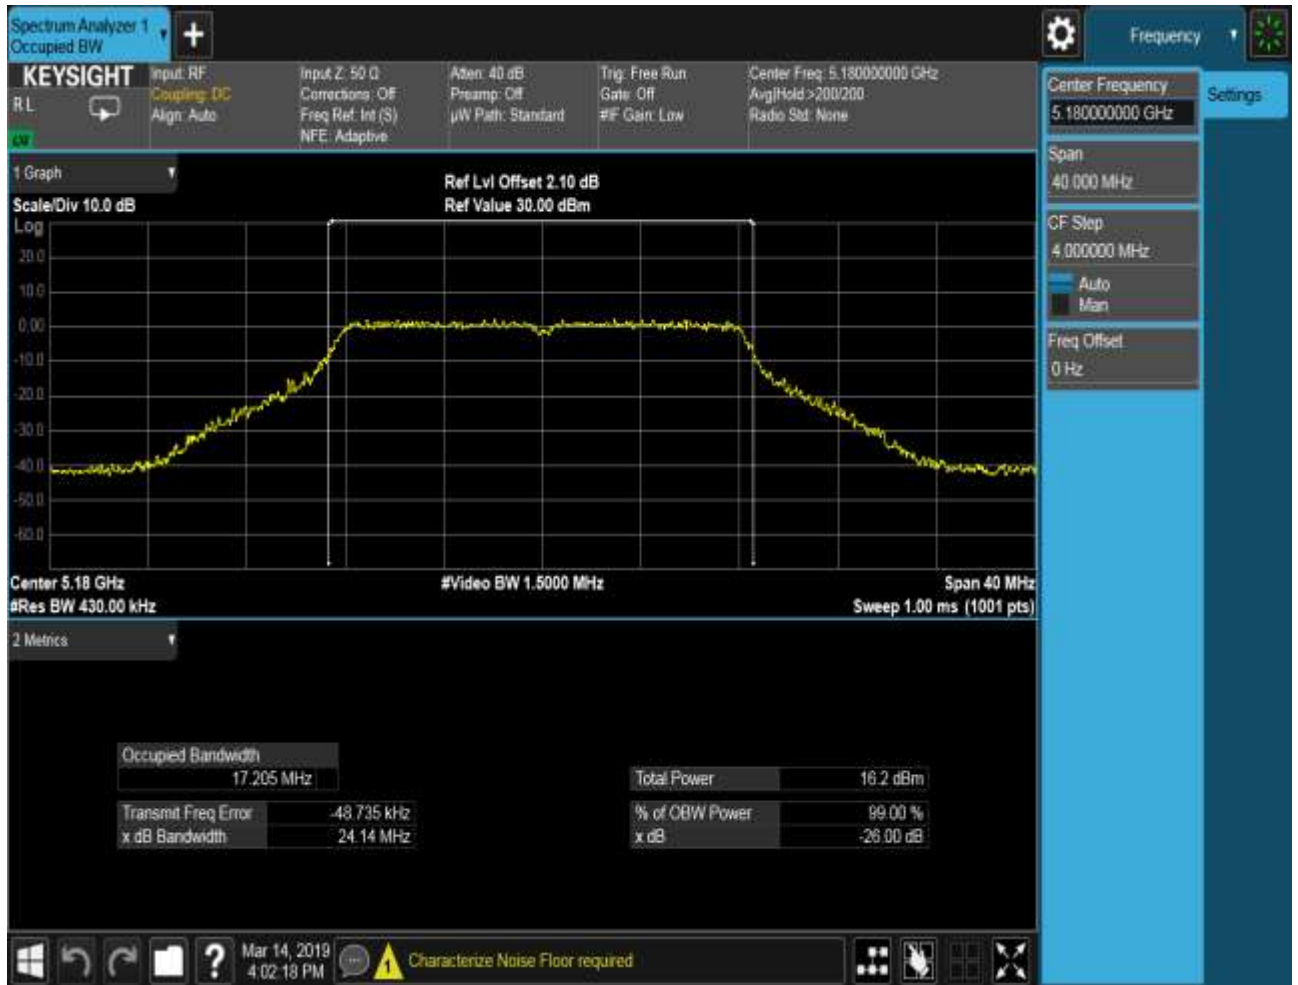 Spectrum Analyzer 1
Occupied BW
Frequency
KEYSIGHT
R L
Input: RF
Coupling: DC
Align: Auto
Input Z: 50 Ω
Corrections: Off
Freq Ref: Int (S)
NFE: Adaptive
Atten: 40 dB
Preamp: Off
µW Path: Standard
Trig: Free Run
Gate: Off
#IF Gain: Low
Center Freq: 5.180000000 GHz
Avg|Hold:>200/200
Radio Std: None
Center Frequency
5.180000000 GHz
Settings
Span
40.000 MHz
CF Step
4.000000 MHz
Auto
Man
Freq Offset
0 Hz
1 Graph
Scale/Div 10.0 dB
Ref Lvl Offset 2.10 dB
Ref Value 30.00 dBm
Log
20.0
10.0
0.00
-10.0
-20.0
-30.0
-40.0
-50.0
-60.0
Center 5.18 GHz
#Video BW 1.5000 MHz
Span 40 MHz
#Res BW 430.00 kHz
Sweep 1.00 ms (1001 pts)
2 Metrics
Occupied Bandwidth
17.205 MHz
Total Power
16.2 dBm
Transmit Freq Error
-48.735 kHz
% of OBW Power
99.00 %
x dB Bandwidth
24.14 MHz
x dB
-26.00 dB
?
Mar 14, 2019
4:02:18 PM
1
Characterize Noise Floor required